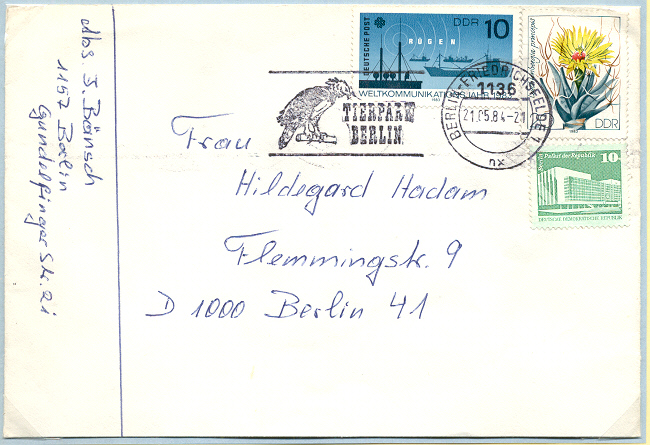 Abs J. Bänsch
1157 Berlin
Gundelfinger Str. 21
DEUTSCHE POST
DDR 10
RÜGEN
WELTKOMMUNIKATIONSJAHR 1983
DDR
10
Palast der Republik
DEUTSCHE DEMOKRATISCHE REPUBLIK
TIERPARK
BERLIN
BERLIN-FRIEDRICHSFELDE 1
1136
21.05.84-21
nx
Frau
Hildegard Hadam
Flemmingstr. 9
D 1000 Berlin 41